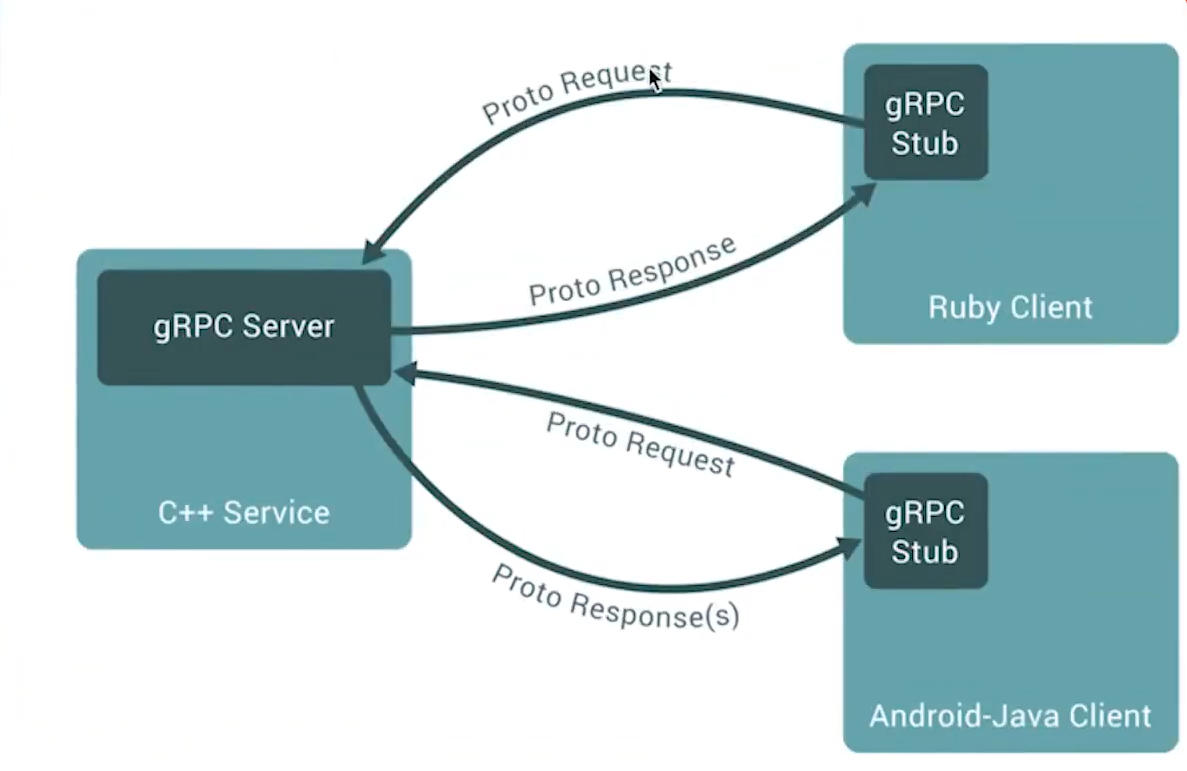 Proto Request
gRPC
Stub
Proto Response
Ruby Client
gRPC Server
C++ Service
Proto Request
gRPC
Stub
Proto Response(s)
Android-Java Client